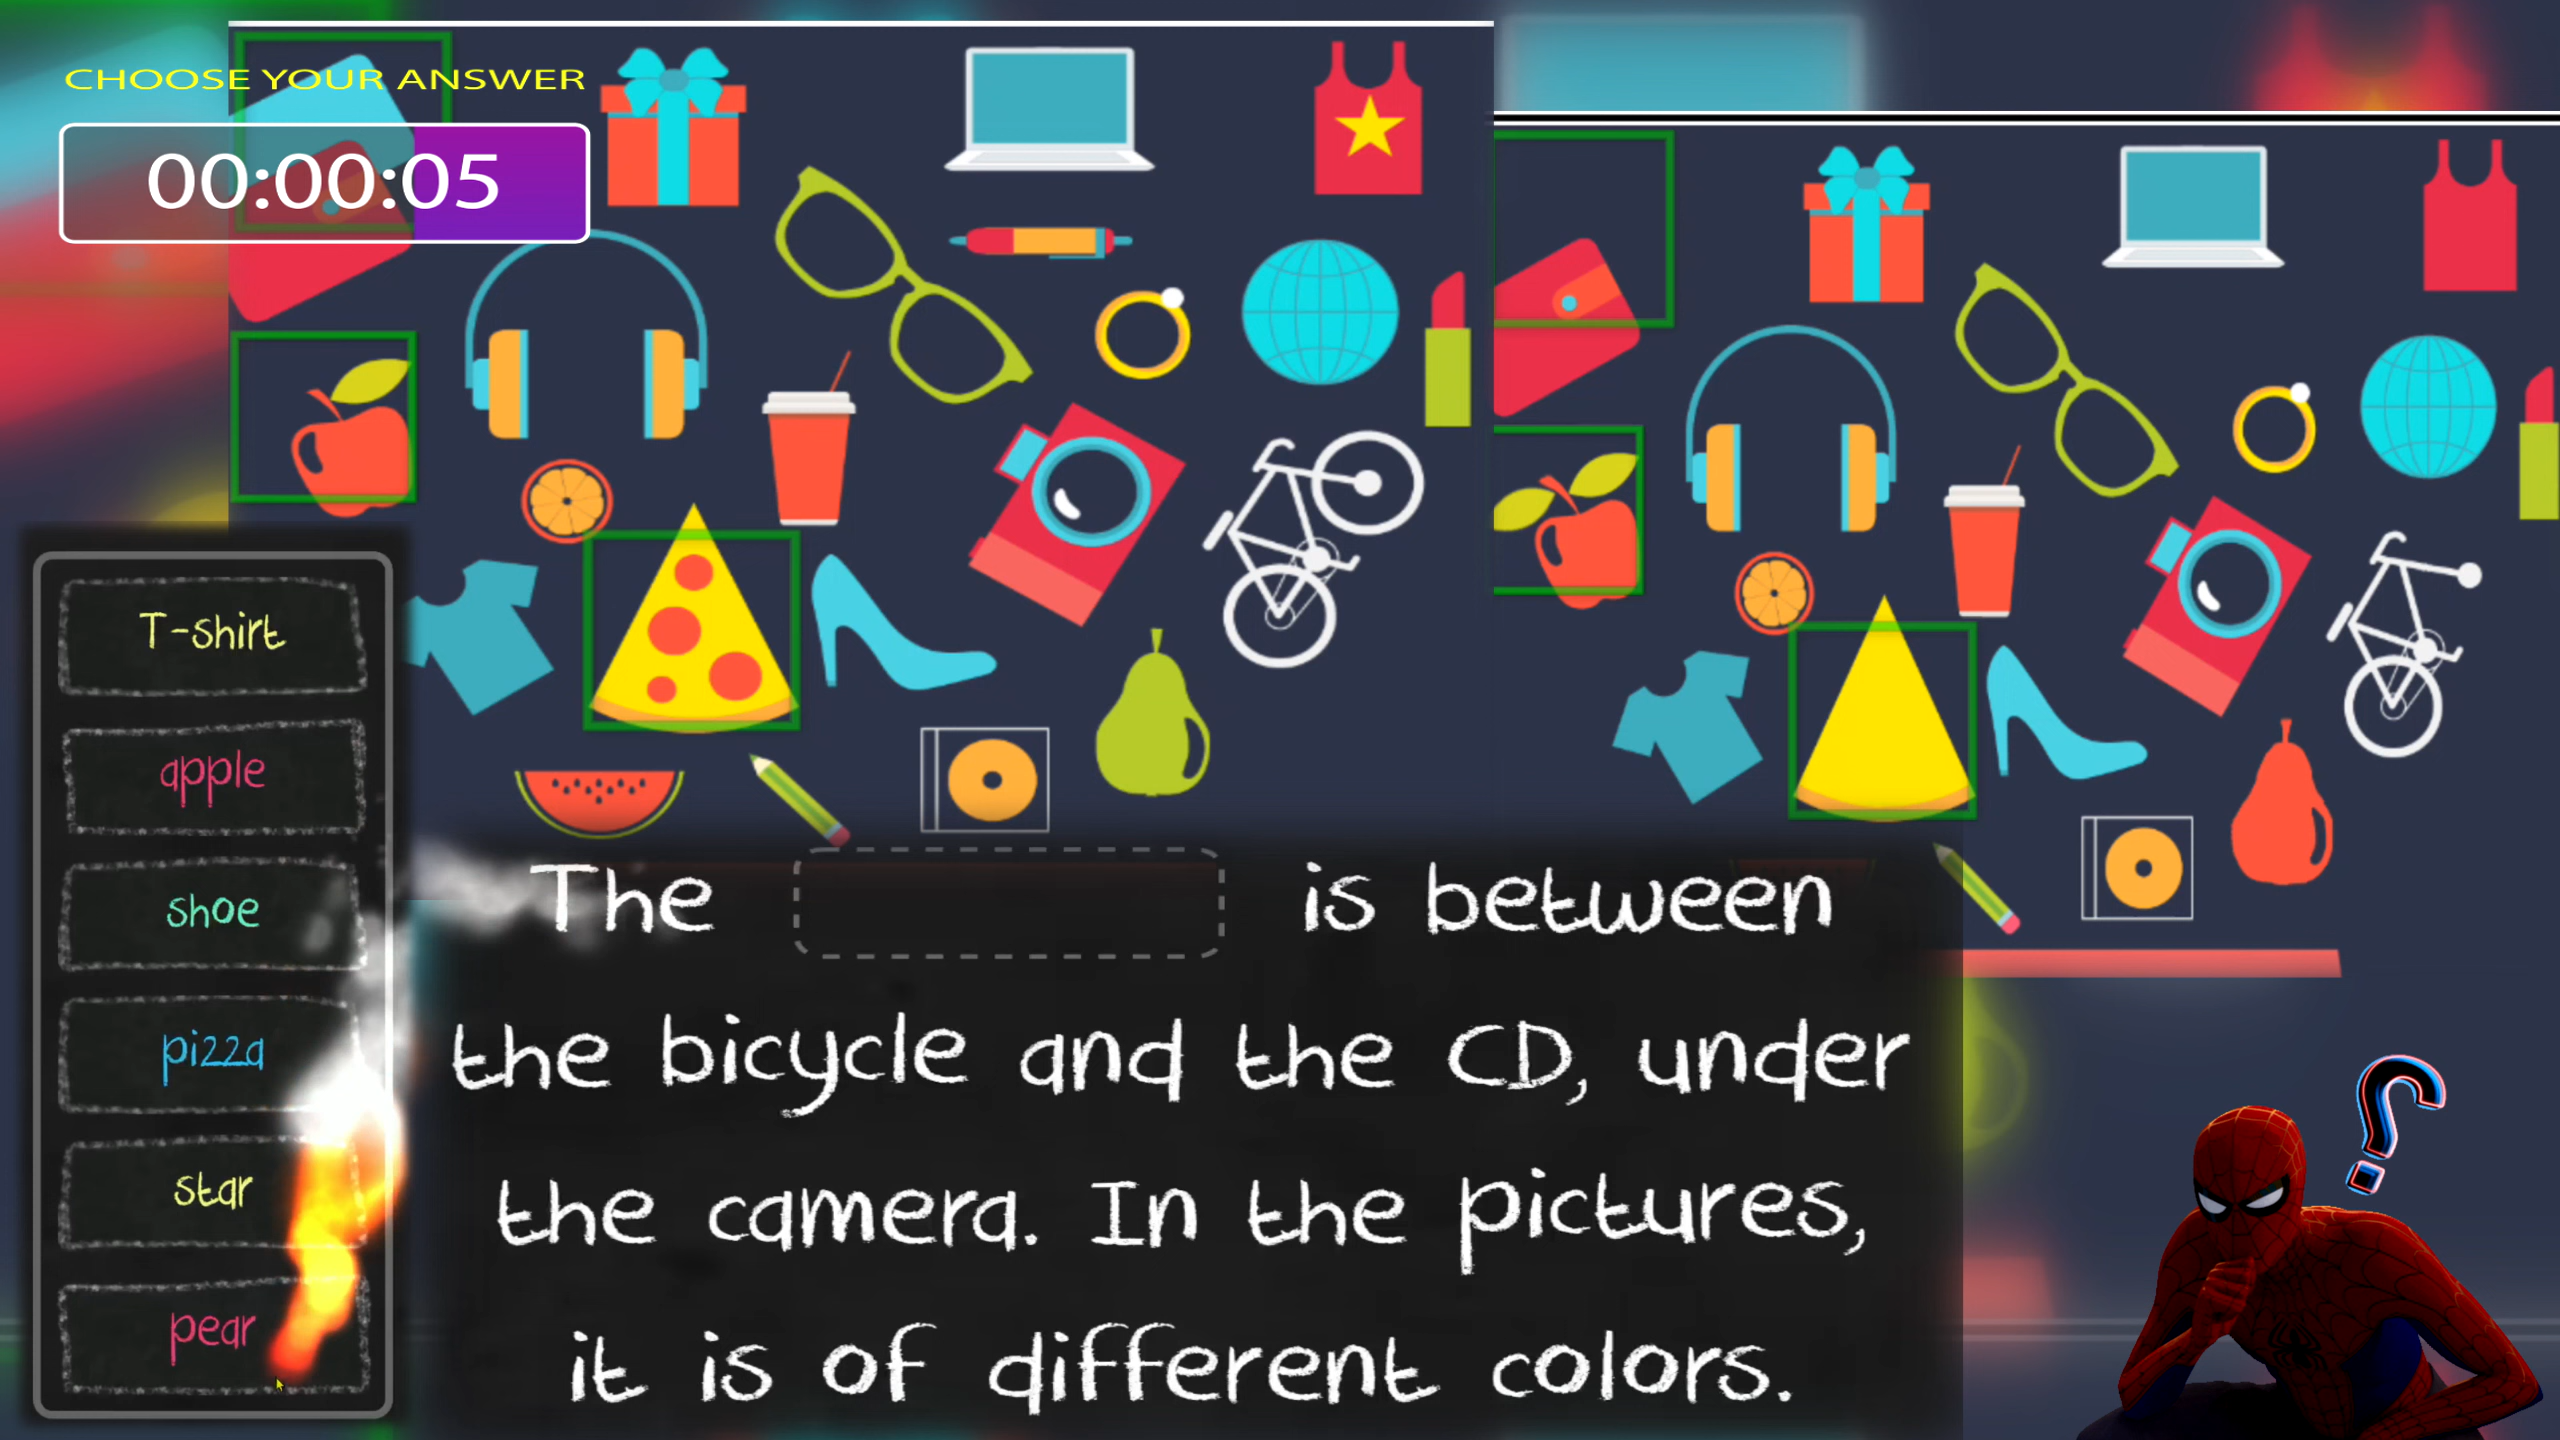 CHOOSE YOUR ANSWER
00:00:05
T-shirt
apple
shoe
pizza
star
pear
The is between
the bicycle and the CD, under
the camera. In the pictures,
it is of different colors.
?